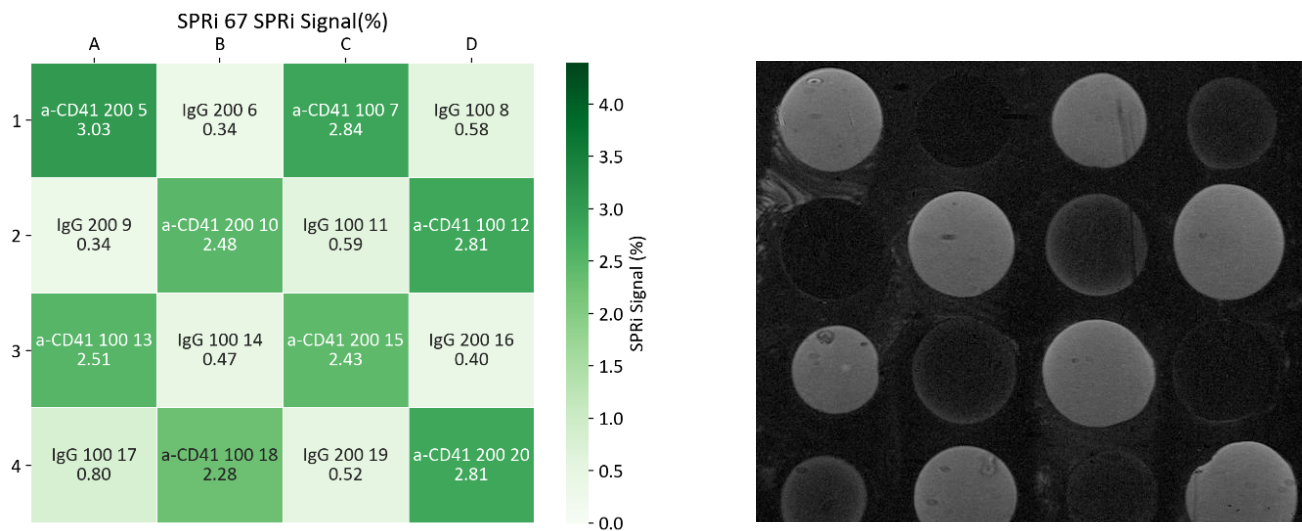 SPRi 67 SPRi Signal(%)
A B C D
1
a-CD41 200 5
3.03
IgG 200 6
0.34
a-CD41 100 7
2.84
IgG 100 8
0.58
2
IgG 200 9
0.34
a-CD41 200 10
2.48
IgG 100 11
0.59
a-CD41 100 12
2.81
3
a-CD41 100 13
2.51
IgG 100 14
0.47
a-CD41 200 15
2.43
IgG 200 16
0.40
4
IgG 100 17
0.80
a-CD41 100 18
2.28
IgG 200 19
0.52
a-CD41 200 20
2.81
4.0
3.5
3.0
2.5
2.0
1.5
1.0
0.5
0.0
SPRi Signal (%)